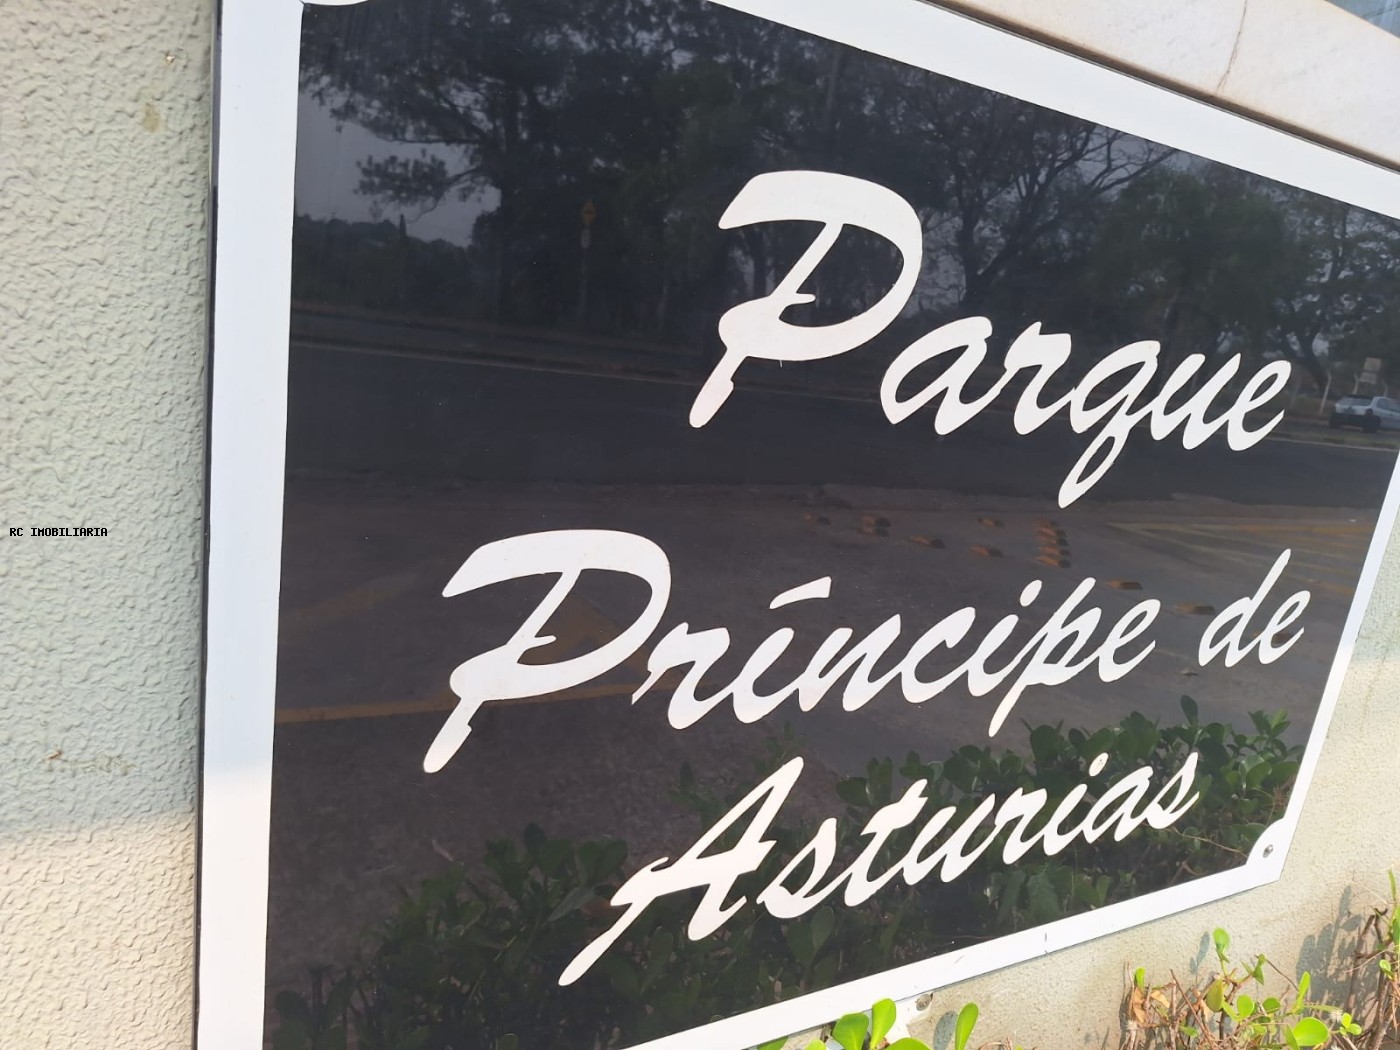 Parque
Príncipe de
Asturias
RC IMOBILIARIA